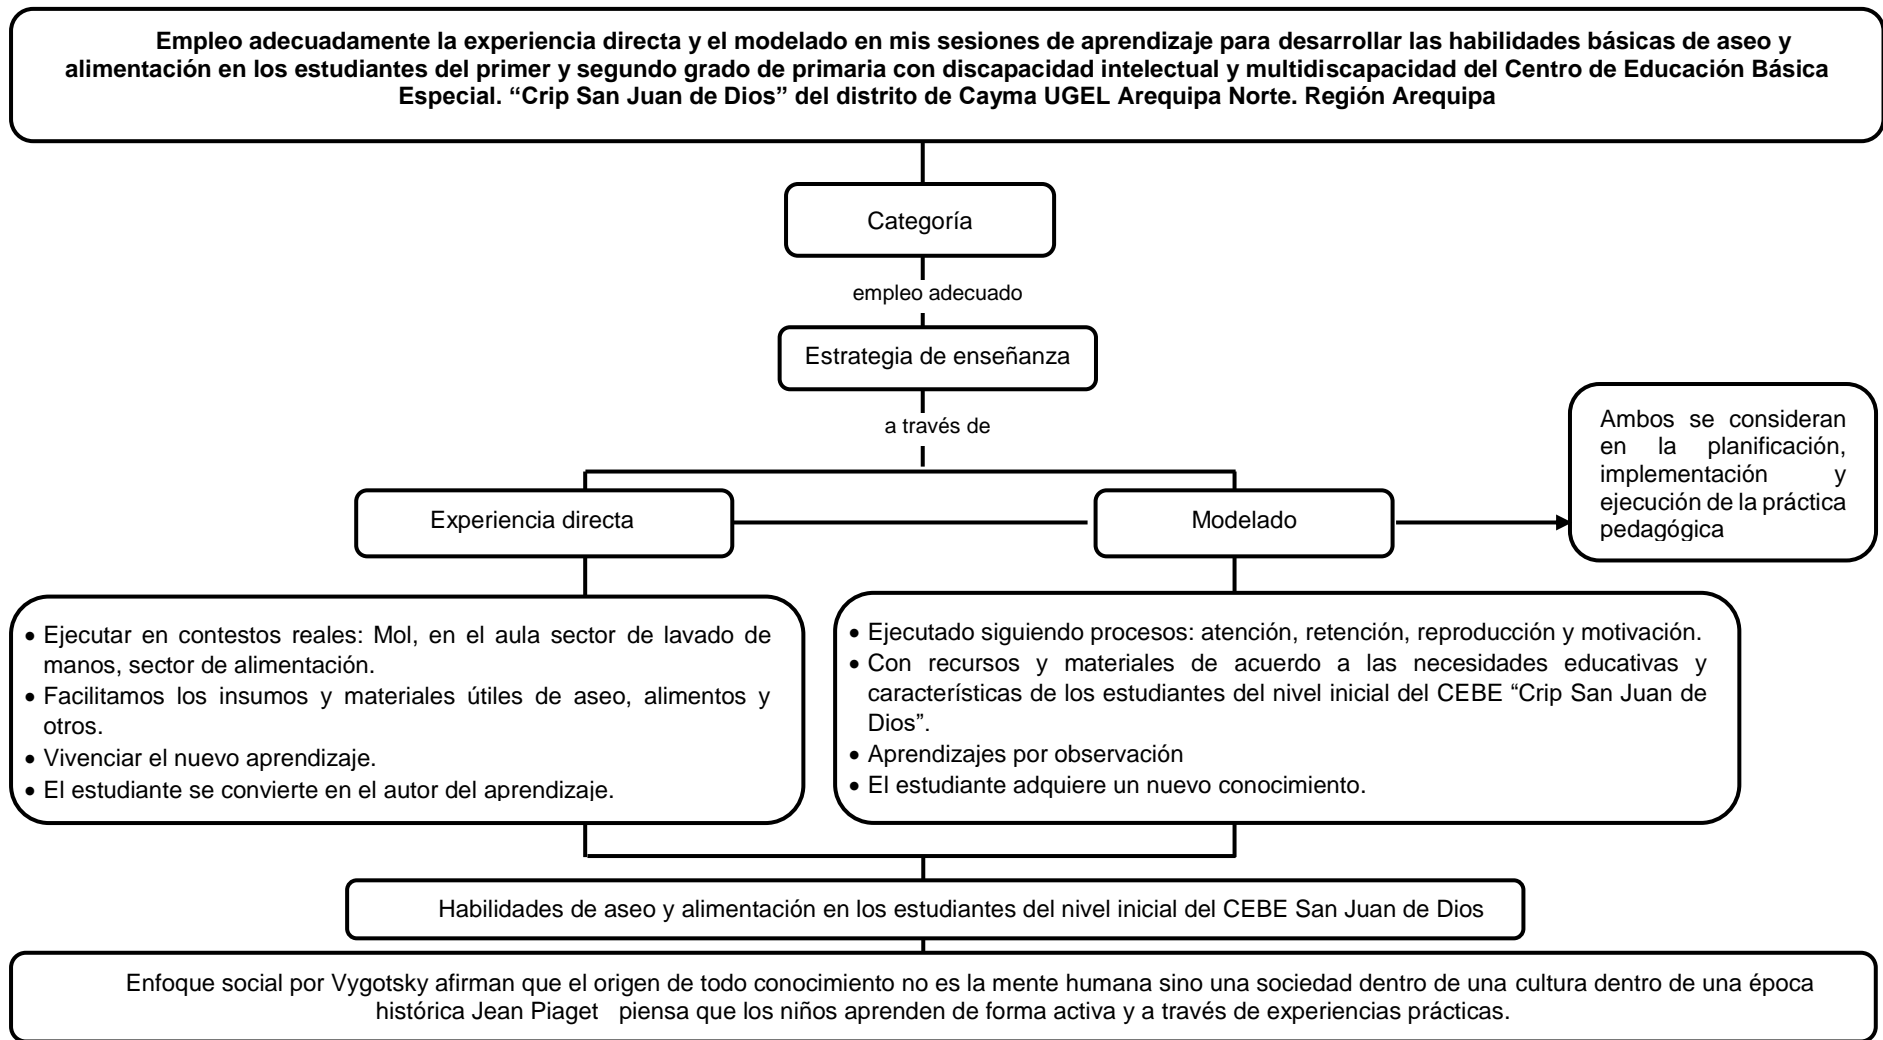 Empleo adecuadamente la experiencia directa y el modelado en mis sesiones de aprendizaje para desarrollar las habilidades básicas de aseo y
alimentación en los estudiantes del primer y segundo grado de primaria con discapacidad intelectual y multidiscapacidad del Centro de Educación Básica
Especial. “Crip San Juan de Dios” del distrito de Cayma UGEL Arequipa Norte. Región Arequipa
Categoría
empleo adecuado
Estrategia de enseñanza
a través de
Ambos se consideran
en la planificación,
implementación y
ejecución de la práctica
pedagógica
Experiencia directa
Modelado
• Ejecutar en contestos reales: Mol, en el aula sector de lavado de
manos, sector de alimentación.
• Facilitamos los insumos y materiales útiles de aseo, alimentos y
otros.
• Vivenciar el nuevo aprendizaje.
• El estudiante se convierte en el autor del aprendizaje.
• Ejecutado siguiendo procesos: atención, retención, reproducción y motivación.
• Con recursos y materiales de acuerdo a las necesidades educativas y
características de los estudiantes del nivel inicial del CEBE “Crip San Juan de
Dios”.
• Aprendizajes por observación
• El estudiante adquiere un nuevo conocimiento.
Habilidades de aseo y alimentación en los estudiantes del nivel inicial del CEBE San Juan de Dios
Enfoque social por Vygotsky afirman que el origen de todo conocimiento no es la mente humana sino una sociedad dentro de una cultura dentro de una época
histórica Jean Piaget piensa que los niños aprenden de forma activa y a través de experiencias prácticas.